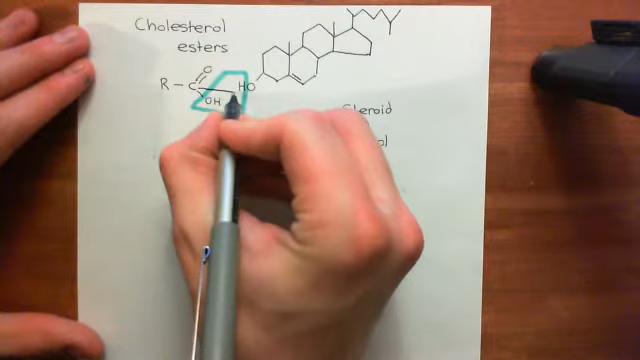 Cholesterol
esters
O
R - C
HO
OH
Steroid